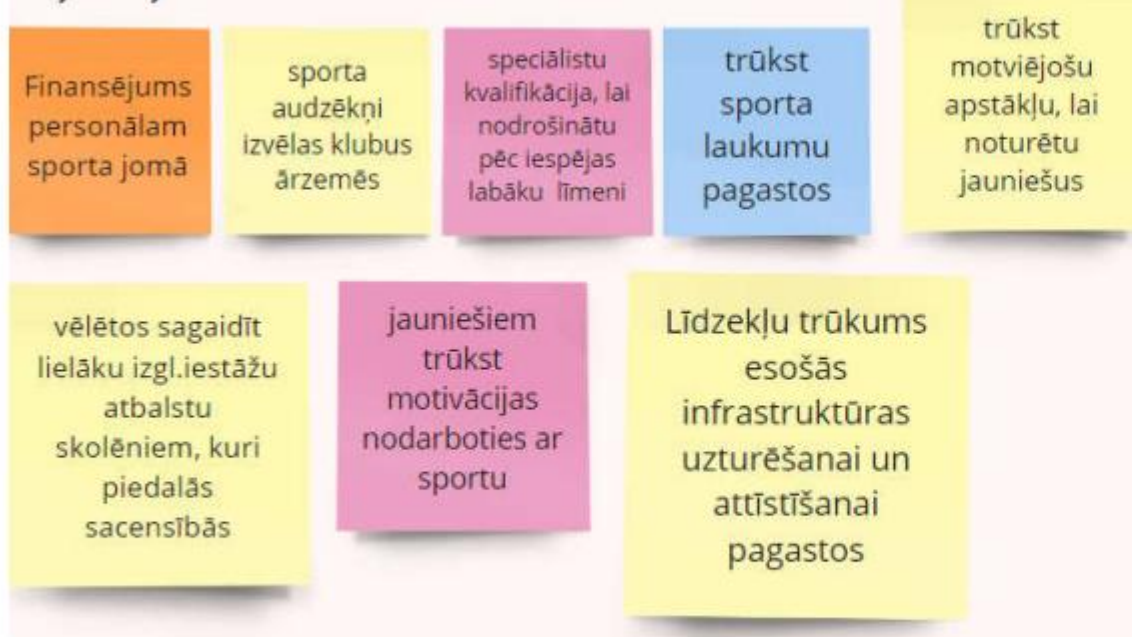 Finansējums
personālam
sporta jomā
sporta
audzēkņi
izvēlas klubus
ārzemēs
speciālistu
kvalifikācija, lai
nodrošinātu
pēc iespējas
labāku līmeni
trūkst
sporta
laukumu
pagastos
trūkst
motviējošu
apstākļu, lai
noturētu
jauniešus
vēlētos sagaidīt
lielāku izgl.iestāžu
atbalstu
skolēniem, kuri
piedalās
sacensībās
jauniešiem
trūkst
motivācijas
nodarboties ar
sportu
Līdzekļu trūkums
esošās
infrastruktūras
uzturēšanai un
attīstīšanai
pagastos